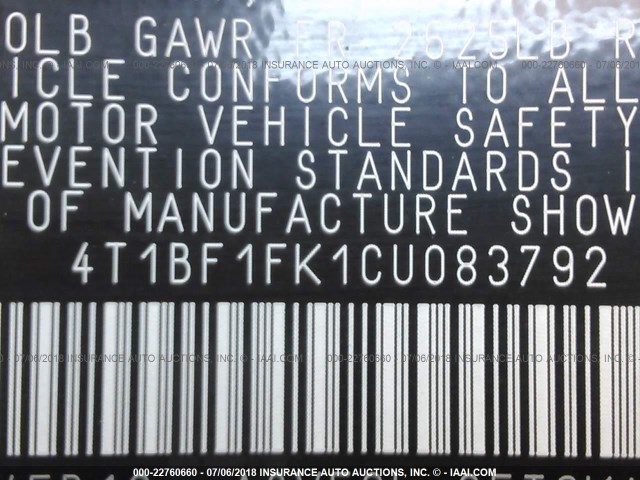 OLB GAWR FR 2625LB R
ICLE CONFORMS TO ALL
MOTOR VEHICLE SAFETY
EVENTION STANDARDS I
OF MANUFACTURE SHOW
4T1BF1FK1CU083792
000-22760660 - 07/06/2018 INSURANCE AUTO AUCTIONS, INC. © - IAAI.COM